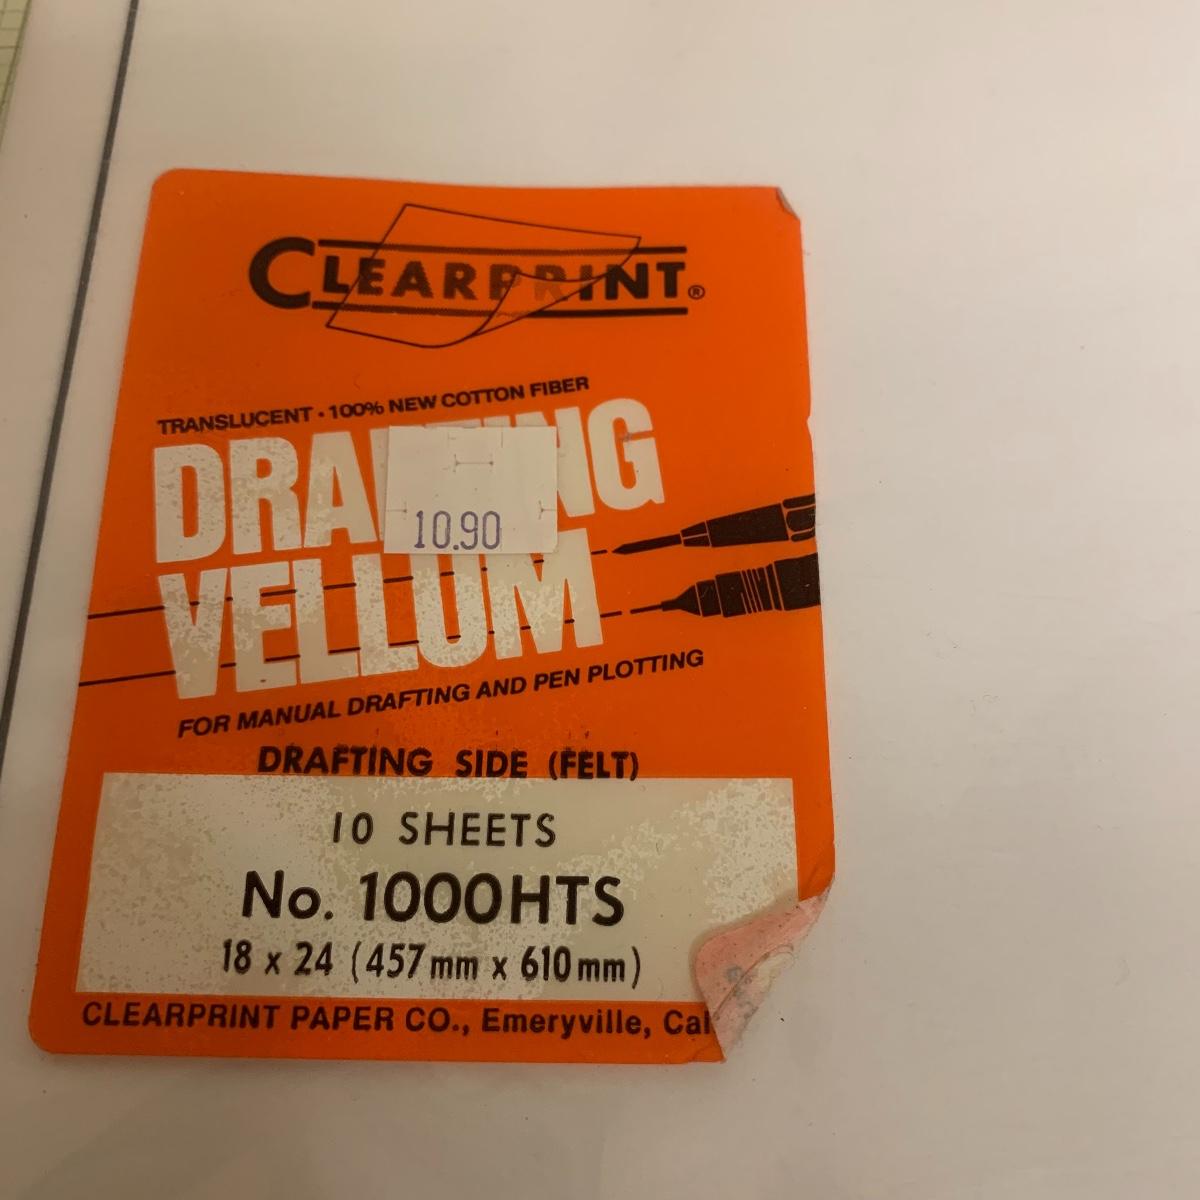 CLEARPRINT®
TRANSLUCENT • 100% NEW COTTON FIBER
DRAFTING
10.90
VELLUM
FOR MANUAL DRAFTING AND PEN PLOTTING
DRAFTING SIDE (FELT)
10 SHEETS
No. 1000HTS
18 x 24 (457mm x 610mm)
CLEARPRINT PAPER CO., Emeryville, Cal